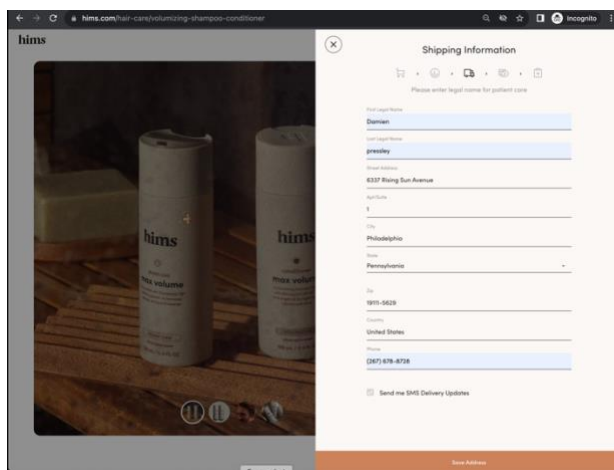 hims.com/hair-care/volumizing-shampoo-conditioner
Incognito
hims
Shipping Information
Please enter legal name for patient care
First Legal Name
Damien
Last Legal Name
pressley
Street Address
6337 Rising Sun Avenue
Apt/Suite
1
City
Philadelphia
State
Pennsylvania
Zip
19111-5629
Country
United States
Phone
(267) 678-8728
Send me SMS Delivery Updates
Save Address
hims
max volume
hims
max volume